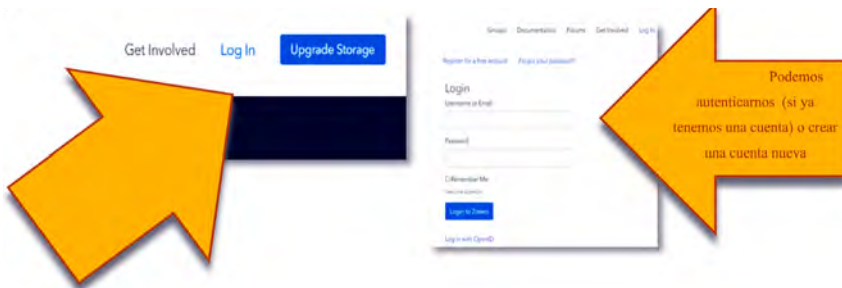 Get Involved Log In Upgrade Storage
Groups Documentation Forums Get Involved Log In
Register for a free account Forgot your password?
Login
Username or Email
Password
Remember Me
Login to Zotero
Log in with OpenID
Podemos
autenticarnos (si ya
tenemos una cuenta) o crear
una cuenta nueva